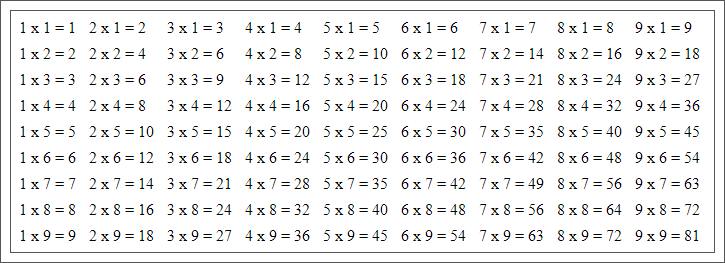 1 x 1 = 1 2 x 1 = 2 3 x 1 = 3 4 x 1 = 4 5 x 1 = 5 6 x 1 = 6 7 x 1 = 7 8 x 1 = 8 9 x 1 = 9
1 x 2 = 2 2 x 2 = 4 3 x 2 = 6 4 x 2 = 8 5 x 2 = 10 6 x 2 = 12 7 x 2 = 14 8 x 2 = 16 9 x 2 = 18
1 x 3 = 3 2 x 3 = 6 3 x 3 = 9 4 x 3 = 12 5 x 3 = 15 6 x 3 = 18 7 x 3 = 21 8 x 3 = 24 9 x 3 = 27
1 x 4 = 4 2 x 4 = 8 3 x 4 = 12 4 x 4 = 16 5 x 4 = 20 6 x 4 = 24 7 x 4 = 28 8 x 4 = 32 9 x 4 = 36
1 x 5 = 5 2 x 5 = 10 3 x 5 = 15 4 x 5 = 20 5 x 5 = 25 6 x 5 = 30 7 x 5 = 35 8 x 5 = 40 9 x 5 = 45
1 x 6 = 6 2 x 6 = 12 3 x 6 = 18 4 x 6 = 24 5 x 6 = 30 6 x 6 = 36 7 x 6 = 42 8 x 6 = 48 9 x 6 = 54
1 x 7 = 7 2 x 7 = 14 3 x 7 = 21 4 x 7 = 28 5 x 7 = 35 6 x 7 = 42 7 x 7 = 49 8 x 7 = 56 9 x 7 = 63
1 x 8 = 8 2 x 8 = 16 3 x 8 = 24 4 x 8 = 32 5 x 8 = 40 6 x 8 = 48 7 x 8 = 56 8 x 8 = 64 9 x 8 = 72
1 x 9 = 9 2 x 9 = 18 3 x 9 = 27 4 x 9 = 36 5 x 9 = 45 6 x 9 = 54 7 x 9 = 63 8 x 9 = 72 9 x 9 = 81